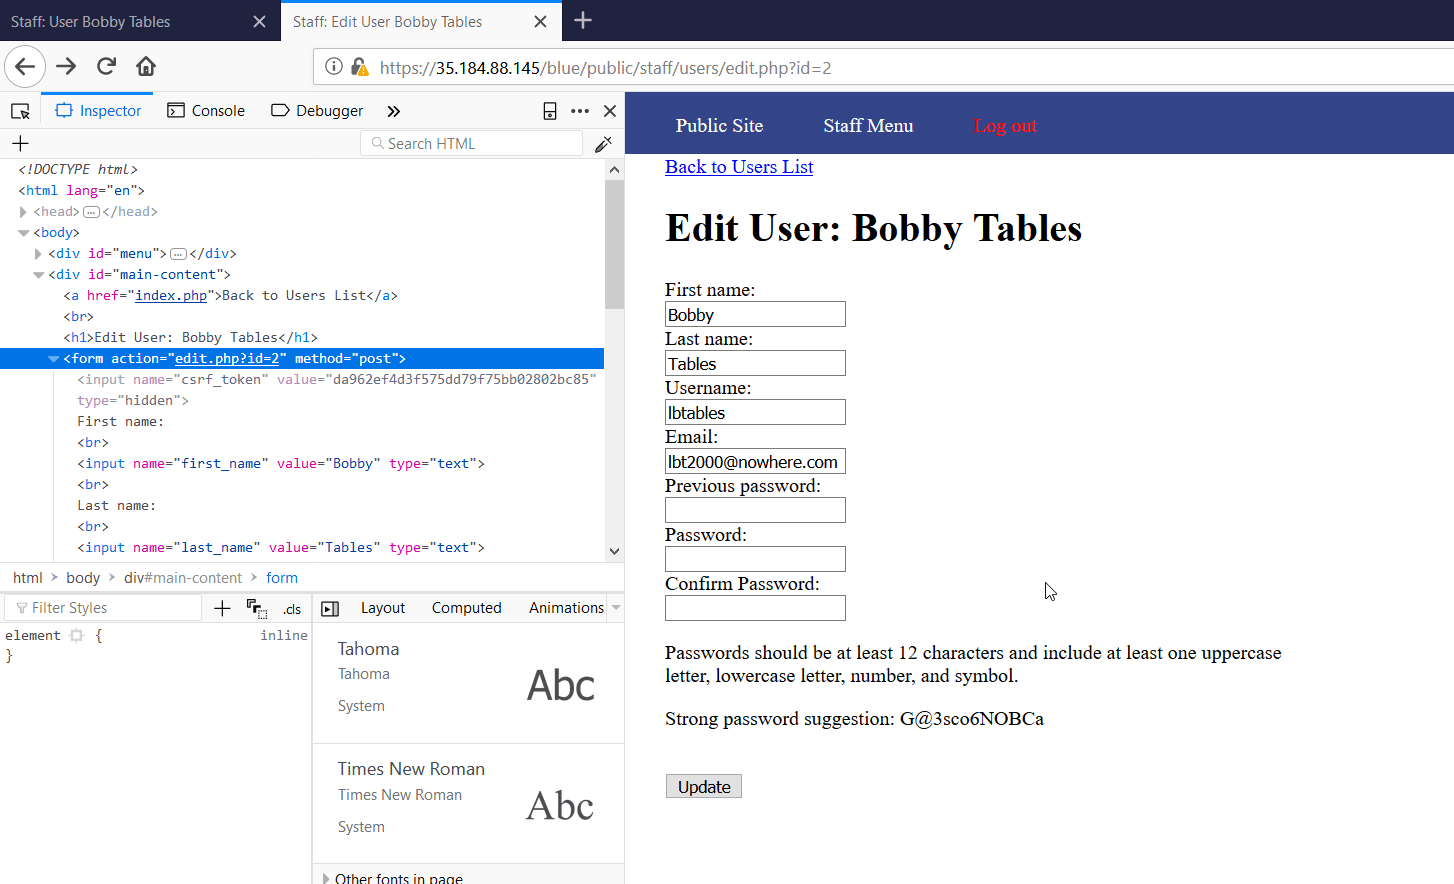 Staff: User Bobby Tables
Staff: Edit User Bobby Tables
https://35.184.88.145/blue/public/staff/users/edit.php?id=2
Inspector Console Debugger
Search HTML
<!DOCTYPE html>
<html lang="en">
<head></head>
<body>
<div id="menu"></div>
<div id="main-content">
<a href="index.php">Back to Users List</a>
<br>
<h1>Edit User: Bobby Tables</h1>
<form action="edit.php?id=2" method="post">
<input name="csrf_token" value="da962ef4d3f575dd79f75bb02802bc85"
type="hidden">
First name:
<br>
<input name="first_name" value="Bobby" type="text">
<br>
Last name:
<br>
<input name="last_name" value="Tables" type="text">
html > body > div#main-content > form
Filter Styles
.cls
element {
inline
}
Layout Computed Animations
Tahoma
Tahoma
System
Abc
Times New Roman
Times New Roman
System
Abc
Other fonts in page
Public Site Staff Menu Log out
Back to Users List
Edit User: Bobby Tables
First name:
Bobby
Last name:
Tables
Username:
lbtables
Email:
lbt2000@nowhere.com
Previous password:
Password:
Confirm Password:
Passwords should be at least 12 characters and include at least one uppercase
letter, lowercase letter, number, and symbol.
Strong password suggestion: G@3sco6NOBCa
Update